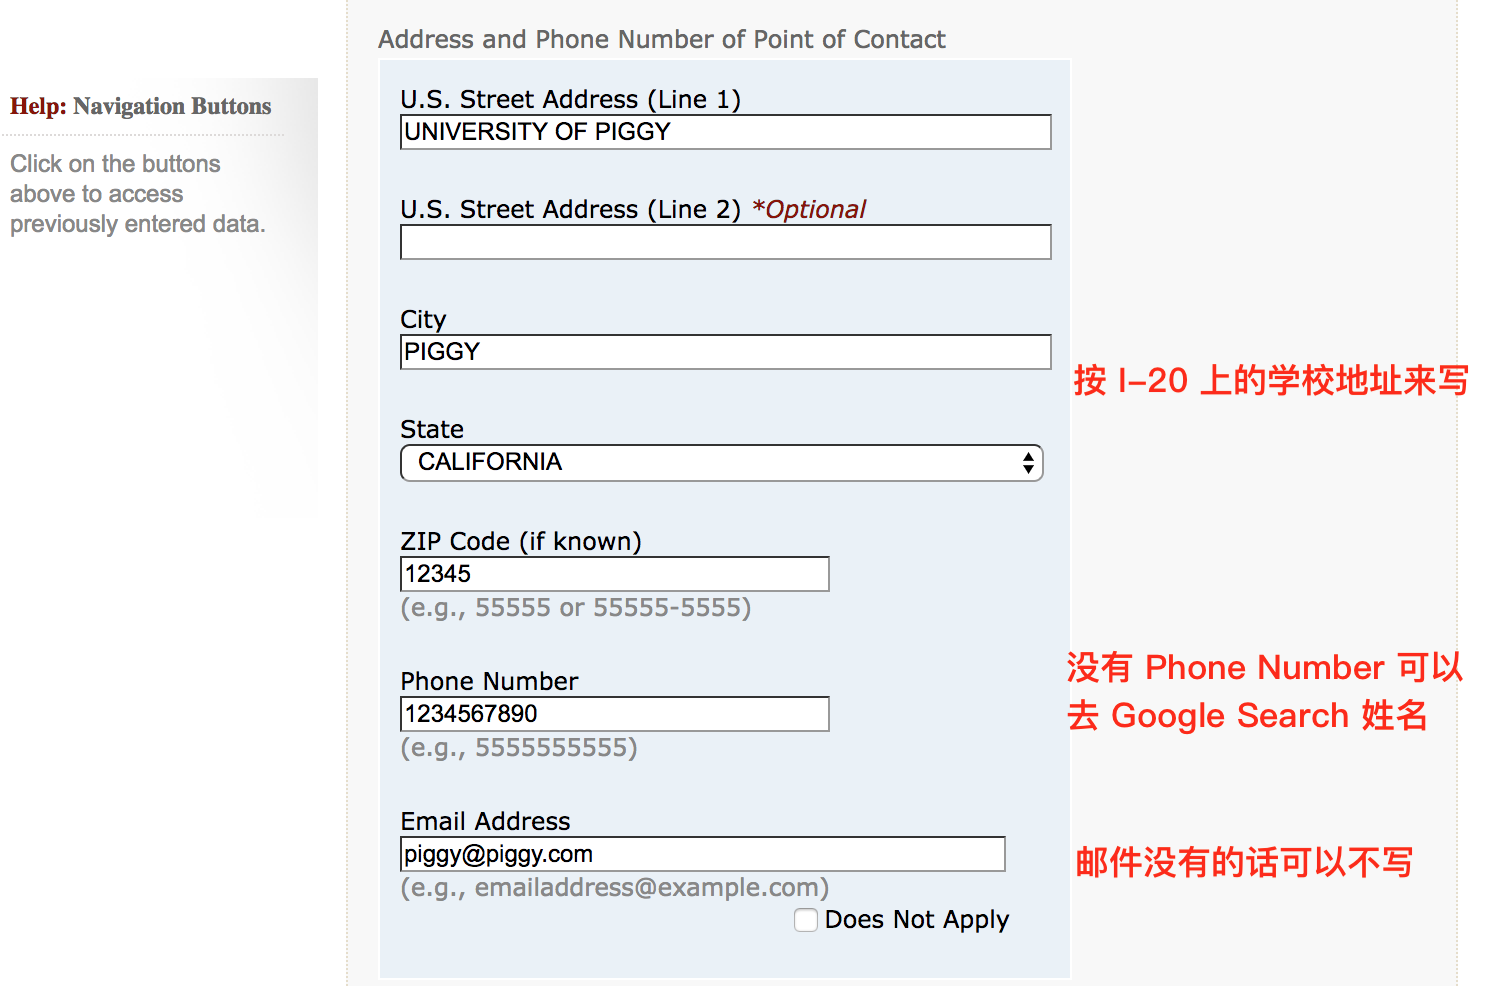 Address and Phone Number of Point of Contact
Help: Navigation Buttons
Click on the buttons
above to access
previously entered data.
U.S. Street Address (Line 1)
UNIVERSITY OF PIGGY
U.S. Street Address (Line 2) *Optional
City
PIGGY
按 I-20 上的学校地址来写
State
CALIFORNIA
ZIP Code (if known)
12345
(e.g., 55555 or 55555-5555)
Phone Number
1234567890
(e.g., 5555555555)
没有 Phone Number 可以
去 Google Search 姓名
Email Address
piggy@piggy.com
(e.g., emailaddress@example.com)
邮件没有的话可以不写
Does Not Apply